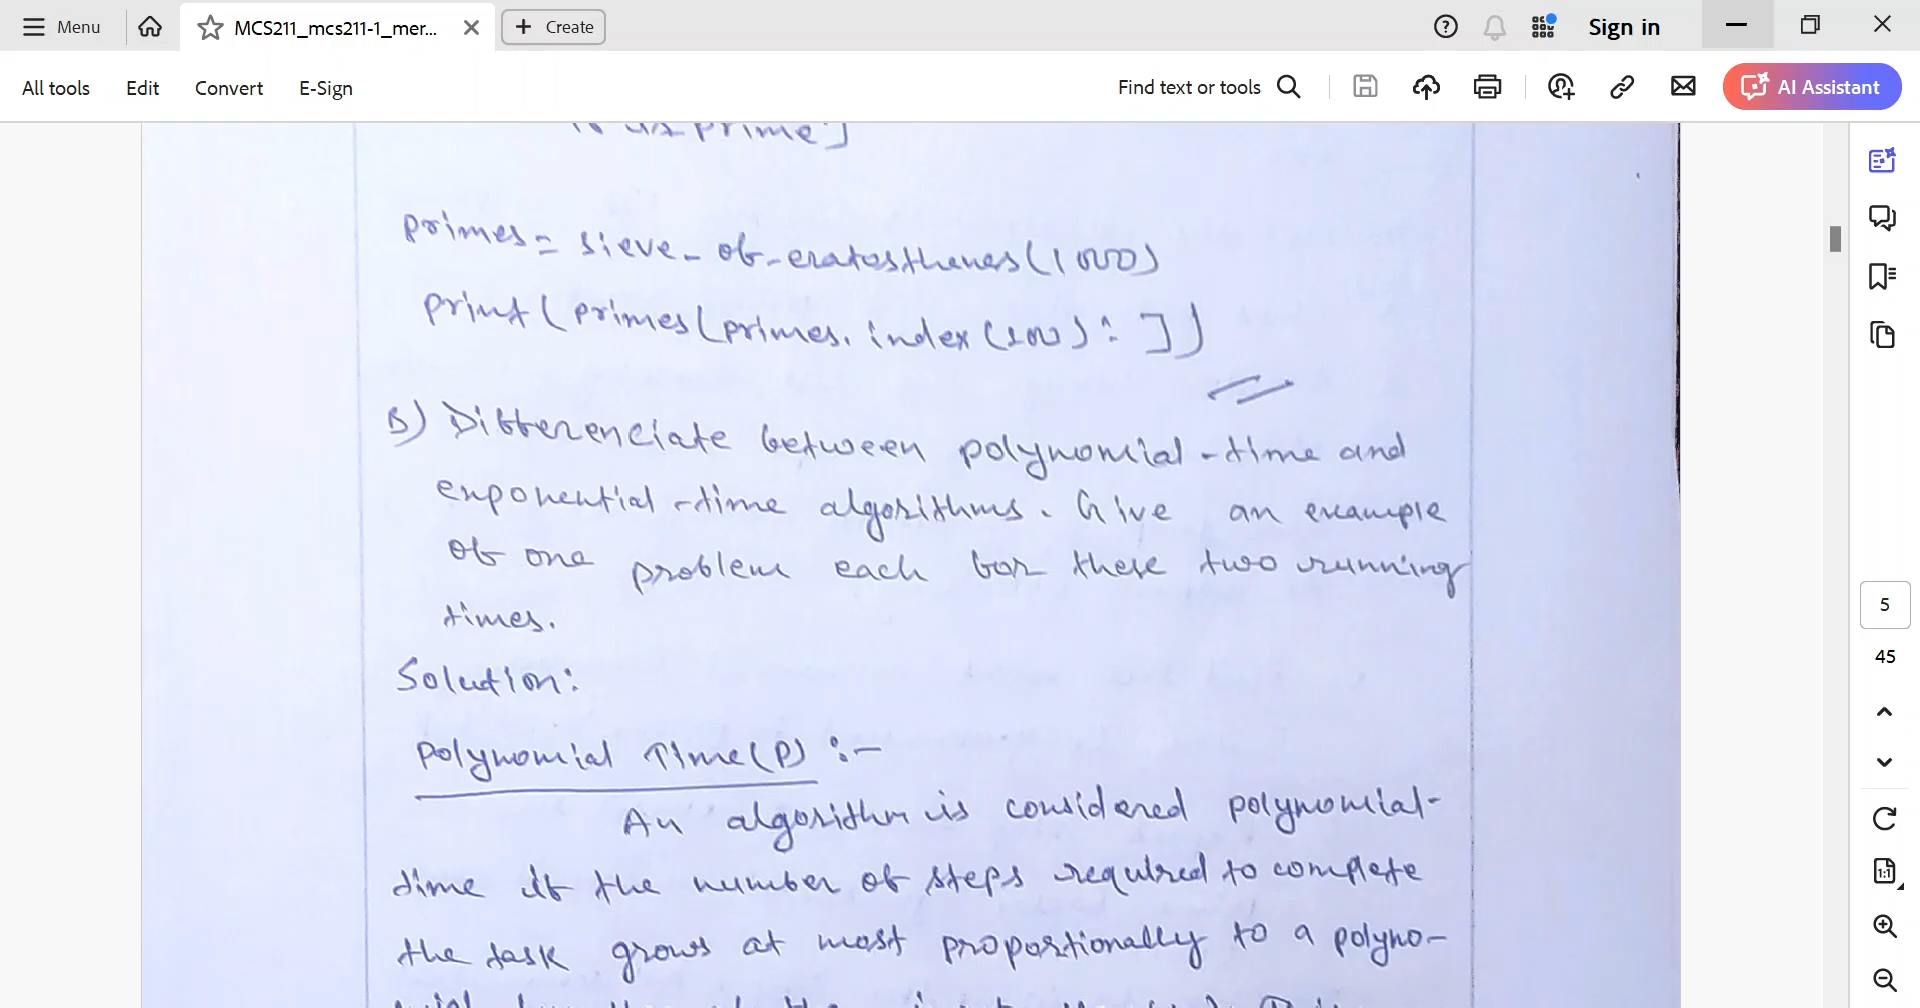 Menu
MCS211_mcs211-1_mer...
Create
Sign in
All tools Edit Convert E-Sign
Find text or tools
AI Assistant
prime]
primes = sieve_of_eratosthenes(1000)
print(primes(primes.index(100):])
B) Differenciate between polynomial-time and
exponential-time algorithms. Give an example
of one problem each for these two running
times.
Solution:
Polynomial Time(P) :-
An algorithm is considered polynomial-
time if the number of steps required to complete
the task grows at most proportionally to a polyno-
5
45